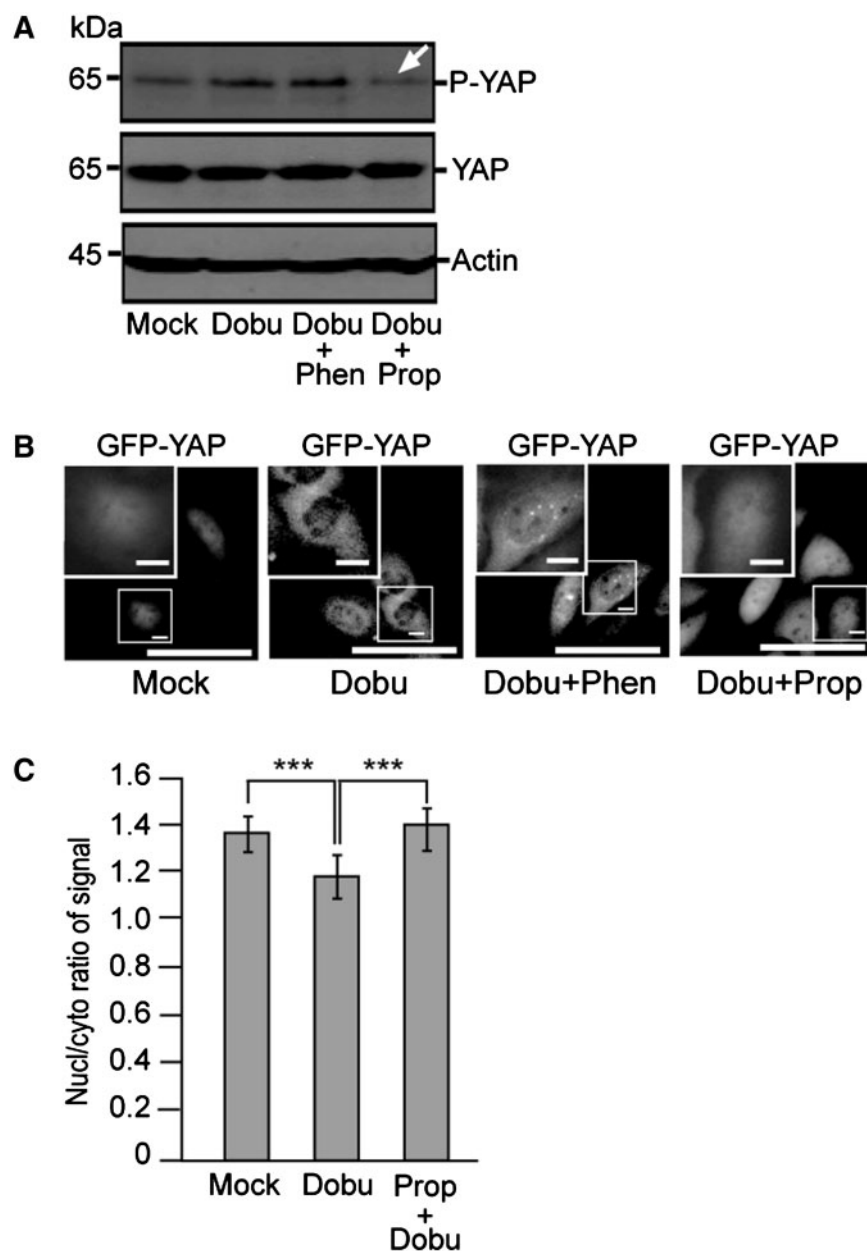 A
kDa
65
P-YAP
65
YAP
45
Actin
Mock Dobu Dobu Dobu
+ +
Phen Prop
B
GFP-YAP GFP-YAP GFP-YAP GFP-YAP
Mock Dobu Dobu+Phen Dobu+Prop
C
Nucl/cyto ratio of signal
1.6
1.4
1.2
1.0
0.8
0.6
0.4
0.2
0
*** ***
Mock Dobu Prop
+
Dobu